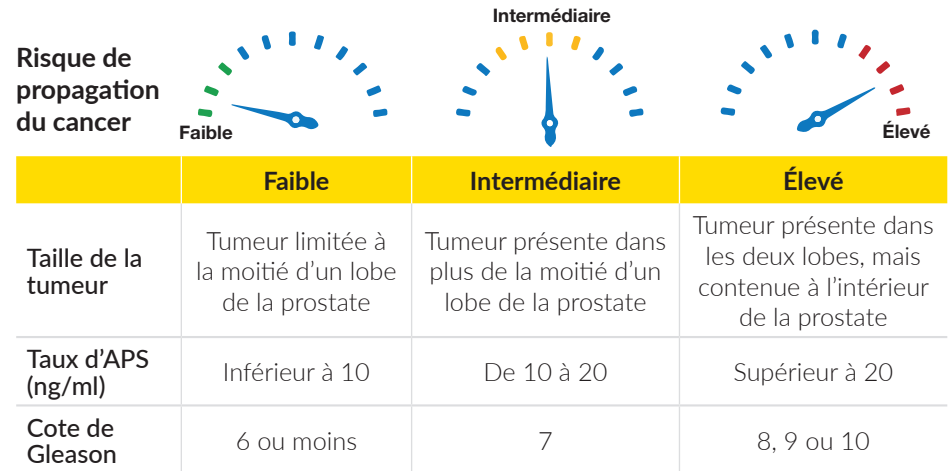 Risque de
propagation
du cancer
Faible
Intermédiaire
Élevé
Faible
Intermédiaire
Élevé
Taille de la
tumeur
Tumeur limitée à
la moitié d’un lobe
de la prostate
Tumeur présente dans
plus de la moitié d’un
lobe de la prostate
Tumeur présente dans
les deux lobes, mais
contenue à l’intérieur
de la prostate
Taux d’APS
(ng/ml)
Inférieur à 10
De 10 à 20
Supérieur à 20
Cote de
Gleason
6 ou moins
7
8, 9 ou 10